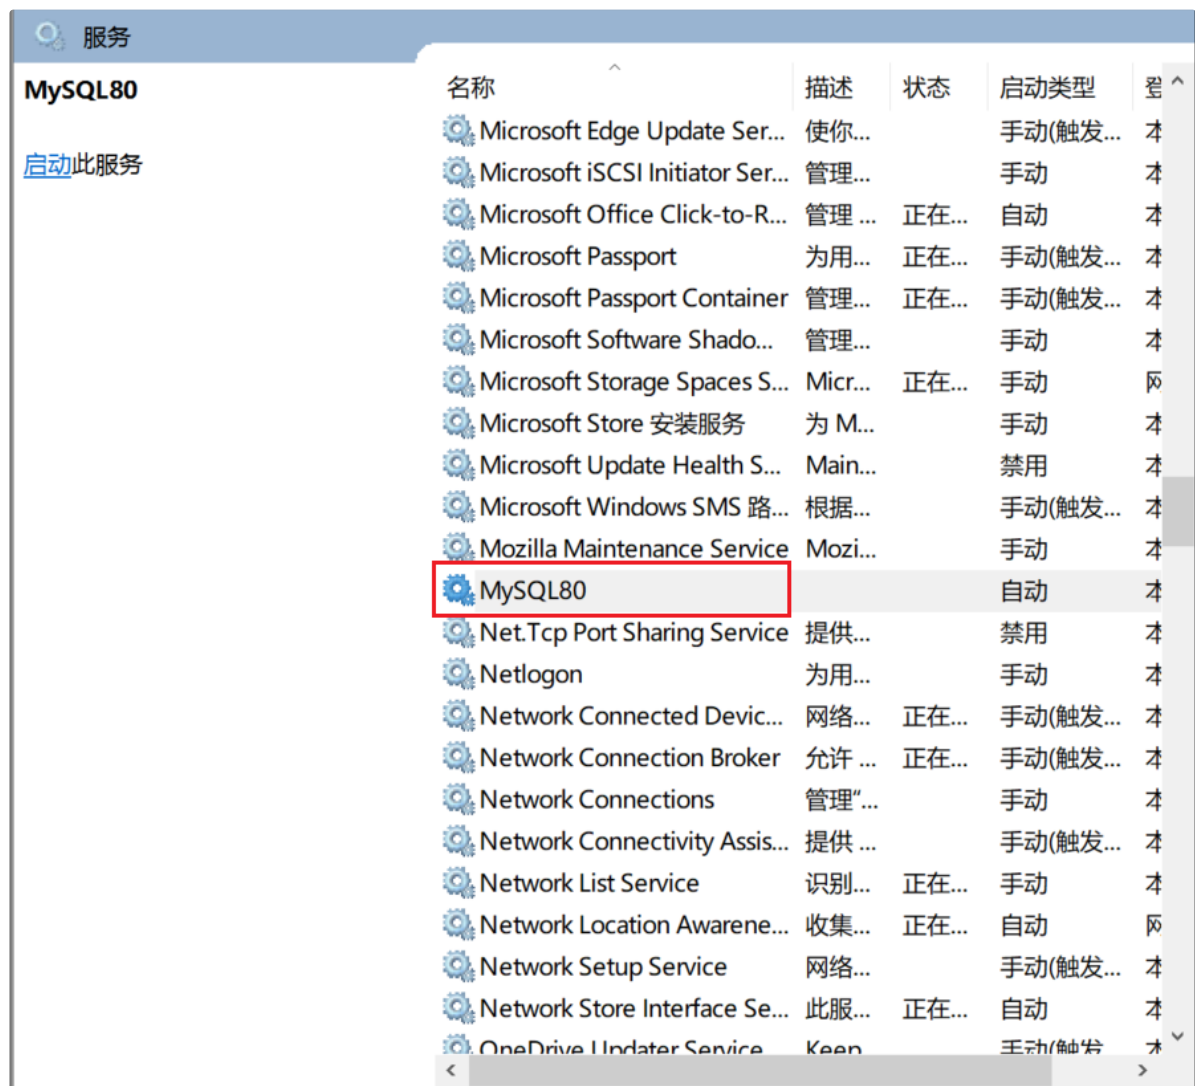 服务
MySQL80
启动此服务
名称 描述 状态 启动类型 登
Microsoft Edge Update Ser... 使你... 手动(触发... 本
Microsoft iSCSI Initiator Ser... 管理... 手动 本
Microsoft Office Click-to-R... 管理 ... 正在... 自动 本
Microsoft Passport 为用... 正在... 手动(触发... 本
Microsoft Passport Container 管理... 正在... 手动(触发... 本
Microsoft Software Shado... 管理... 手动 本
Microsoft Storage Spaces S... Micr... 正在... 手动 网
Microsoft Store 安装服务 为 M... 手动 本
Microsoft Update Health S... Main... 禁用 本
Microsoft Windows SMS 路... 根据... 手动(触发... 本
Mozilla Maintenance Service Mozi... 手动 本
MySQL80 自动 本
Net.Tcp Port Sharing Service 提供... 禁用 本
Netlogon 为用... 手动 本
Network Connected Devic... 网络... 正在... 手动(触发... 本
Network Connection Broker 允许 ... 正在... 手动(触发... 本
Network Connections 管理“... 手动 本
Network Connectivity Assis... 提供 ... 手动(触发... 本
Network List Service 识别... 正在... 手动 本
Network Location Awarene... 收集... 正在... 自动 网
Network Setup Service 网络... 手动(触发... 本
Network Store Interface Se... 此服... 正在... 自动 本
OneDrive Updater Service Keep 手动(触发 本